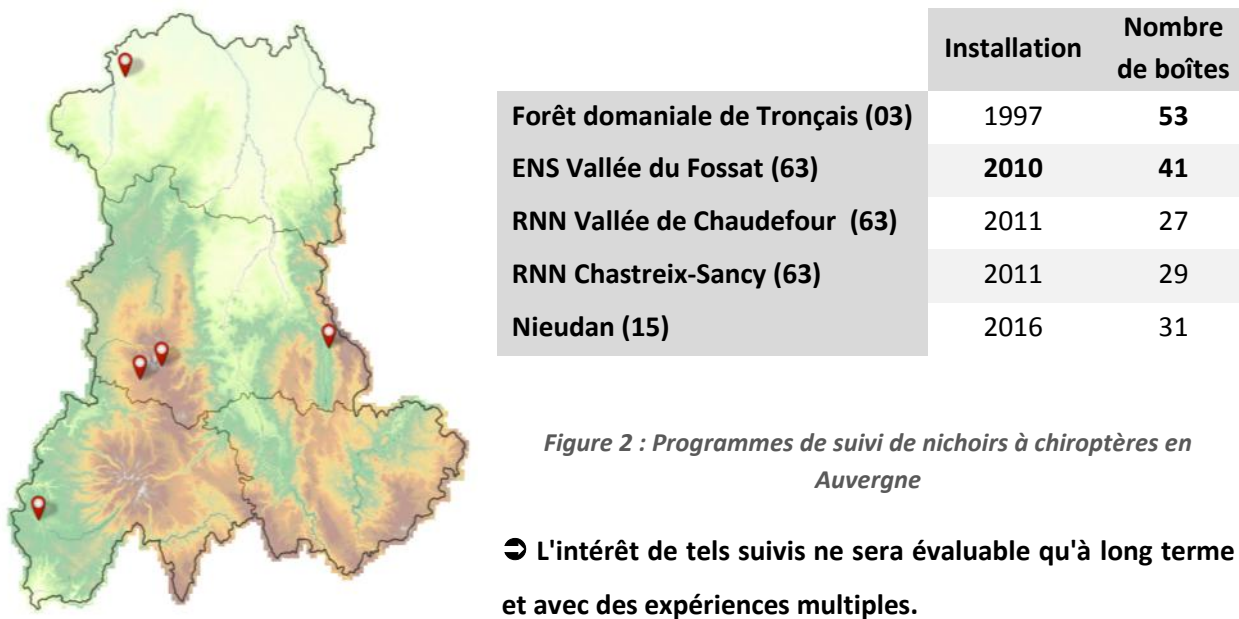 Installation Nombre de boîtes
Forêt domaniale de Tronçais (03) 1997 53
ENS Vallée du Fossat (63) 2010 41
RNN Vallée de Chaudefour (63) 2011 27
RNN Chastreix-Sancy (63) 2011 29
Nieudan (15) 2016 31
Figure 2 : Programmes de suivi de nichoirs à chiroptères en
Auvergne
➲ L'intérêt de tels suivis ne sera évaluable qu'à long terme
et avec des expériences multiples.